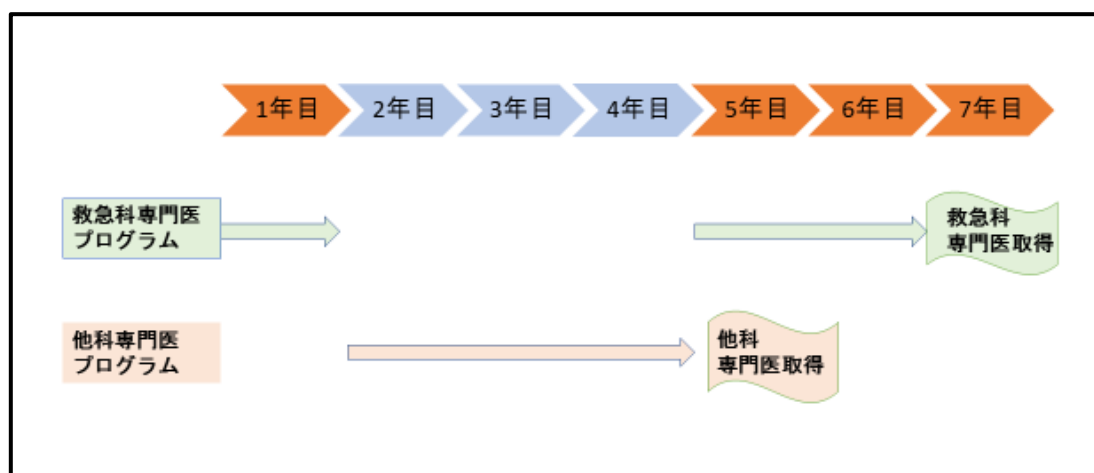 1年目
2年目
3年目
4年目
5年目
6年目
7年目
救急科専門医
プログラム
救急科
専門医取得
他科専門医
プログラム
他科
専門医取得